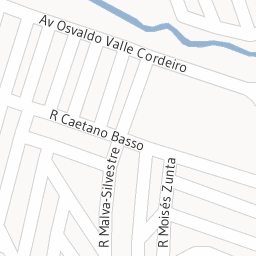 Av Osvaldo Valle Cordeiro
R Caetano Basso
R Malva-Silvestre
R Moisés Zunta